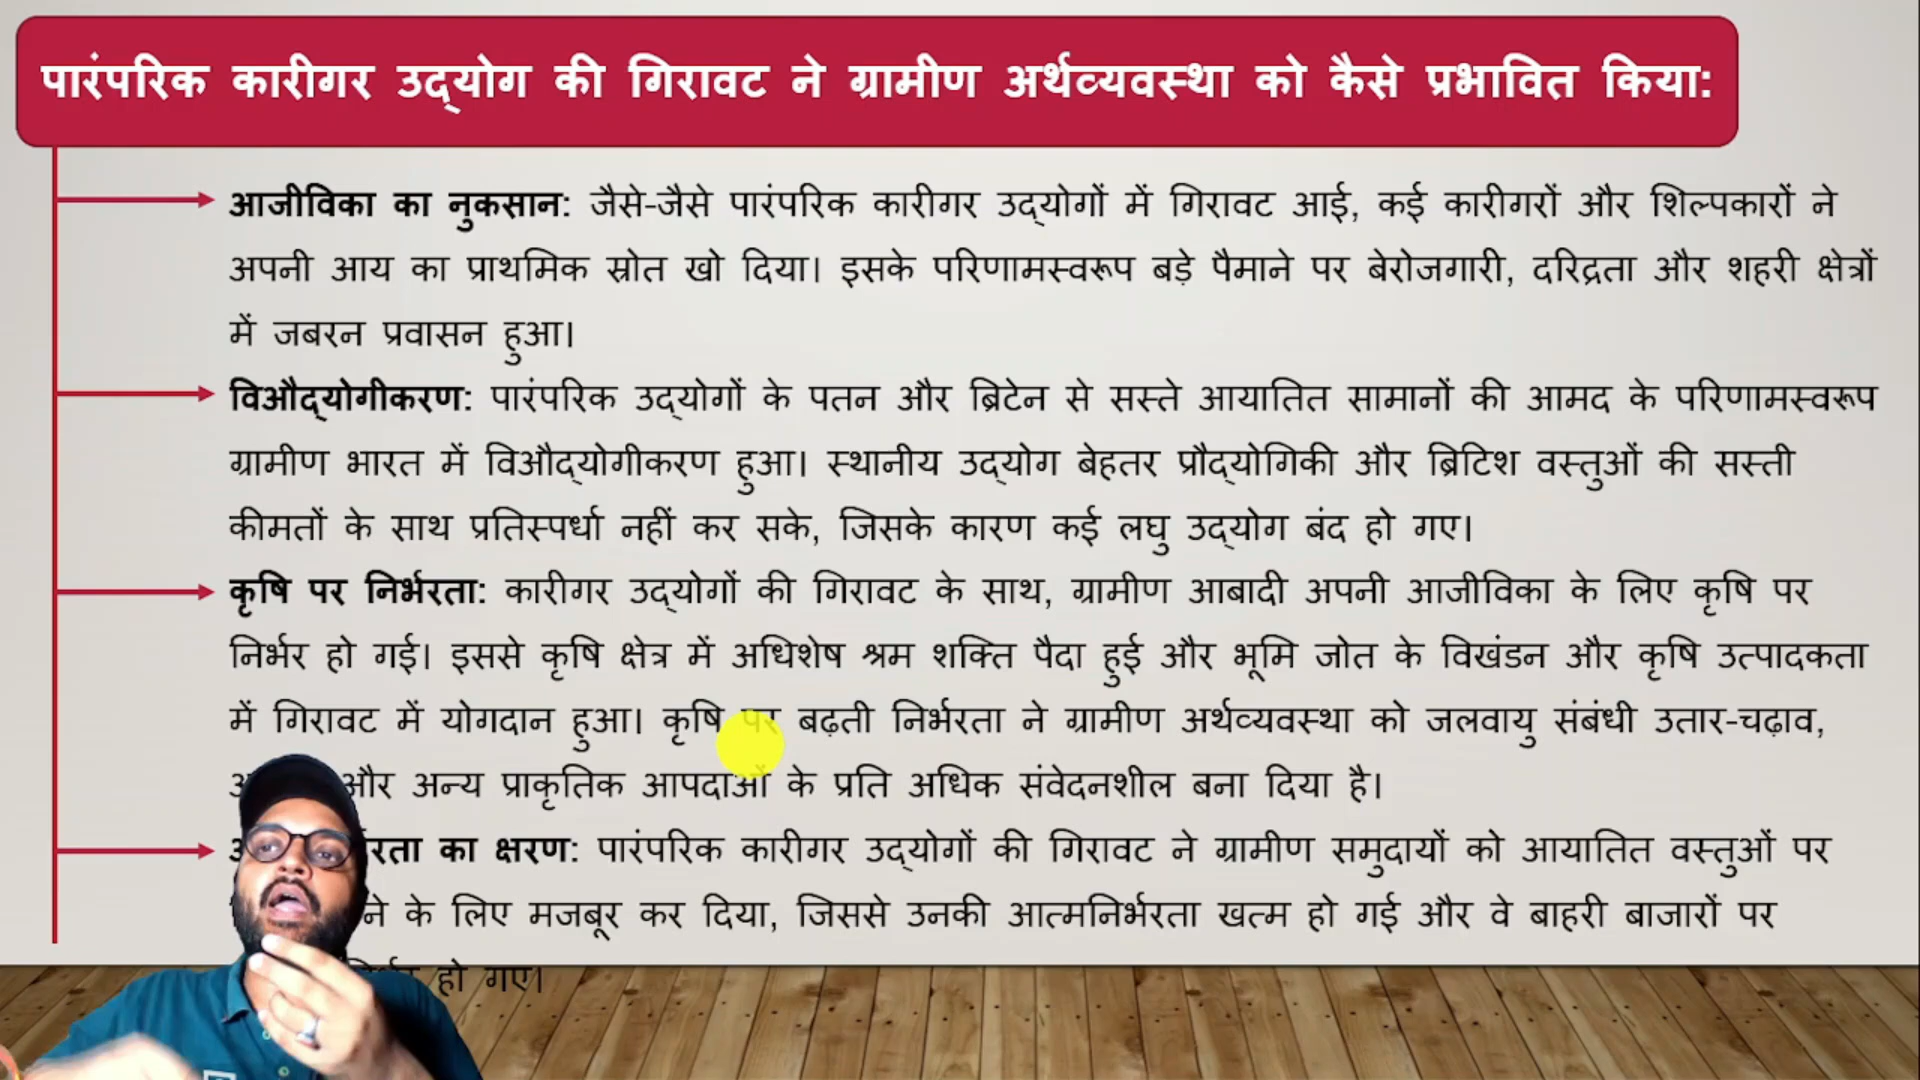 पारंपरिक कारीगर उद्योग की गिरावट ने ग्रामीण अर्थव्यवस्था को कैसे प्रभावित किया:
आजीविका का नुकसान: जैसे-जैसे पारंपरिक कारीगर उद्योगों में गिरावट आई, कई कारीगरों और शिल्पकारों ने
अपनी आय का प्राथमिक स्रोत खो दिया। इसके परिणामस्वरूप बड़े पैमाने पर बेरोजगारी, दरिद्रता और शहरी क्षेत्रों
में जबरन प्रवासन हुआ।
विऔद्योगीकरण: पारंपरिक उद्योगों के पतन और ब्रिटेन से सस्ते आयातित सामानों की आमद के परिणामस्वरूप
ग्रामीण भारत में विऔद्योगीकरण हुआ। स्थानीय उद्योग बेहतर प्रौद्योगिकी और ब्रिटिश वस्तुओं की सस्ती
कीमतों के साथ प्रतिस्पर्धा नहीं कर सके, जिसके कारण कई लघु उद्योग बंद हो गए।
कृषि पर निर्भरता: कारीगर उद्योगों की गिरावट के साथ, ग्रामीण आबादी अपनी आजीविका के लिए कृषि पर
निर्भर हो गई। इससे कृषि क्षेत्र में अधिशेष श्रम शक्ति पैदा हुई और भूमि जोत के विखंडन और कृषि उत्पादकता
में गिरावट में योगदान हुआ। कृषि पर बढ़ती निर्भरता ने ग्रामीण अर्थव्यवस्था को जलवायु संबंधी उतार-चढ़ाव,
और अन्य प्राकृतिक आपदाओं के प्रति अधिक संवेदनशील बना दिया है।
का क्षरण: पारंपरिक कारीगर उद्योगों की गिरावट ने ग्रामीण समुदायों को आयातित वस्तुओं पर
के लिए मजबूर कर दिया, जिससे उनकी आत्मनिर्भरता खत्म हो गई और वे बाहरी बाजारों पर
निर्भर हो गए।